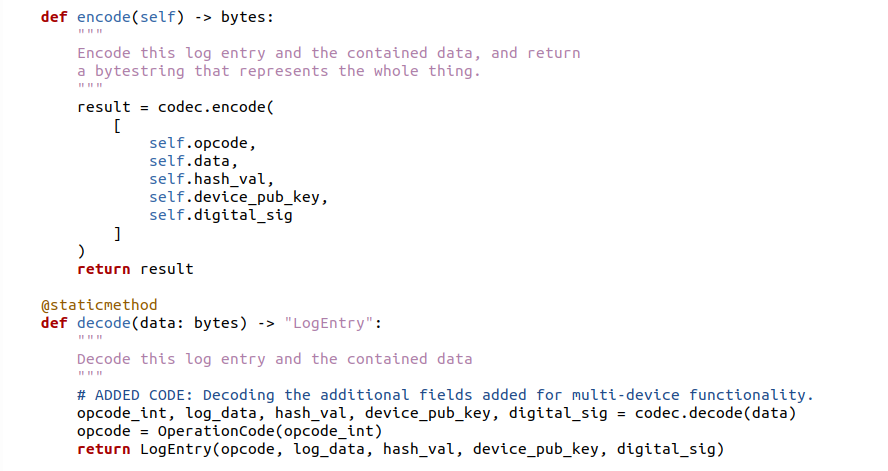 def encode(self) -> bytes:
    """
    Encode this log entry and the contained data, and return
    a bytestring that represents the whole thing.
    """
    result = codec.encode(
        [
            self.opcode,
            self.data,
            self.hash_val,
            self.device_pub_key,
            self.digital_sig
        ]
    )
    return result

@staticmethod
def decode(data: bytes) -> "LogEntry":
    """
    Decode this log entry and the contained data
    """
    # ADDED CODE: Decoding the additional fields added for multi-device functionality.
    opcode_int, log_data, hash_val, device_pub_key, digital_sig = codec.decode(data)
    opcode = OperationCode(opcode_int)
    return LogEntry(opcode, log_data, hash_val, device_pub_key, digital_sig)